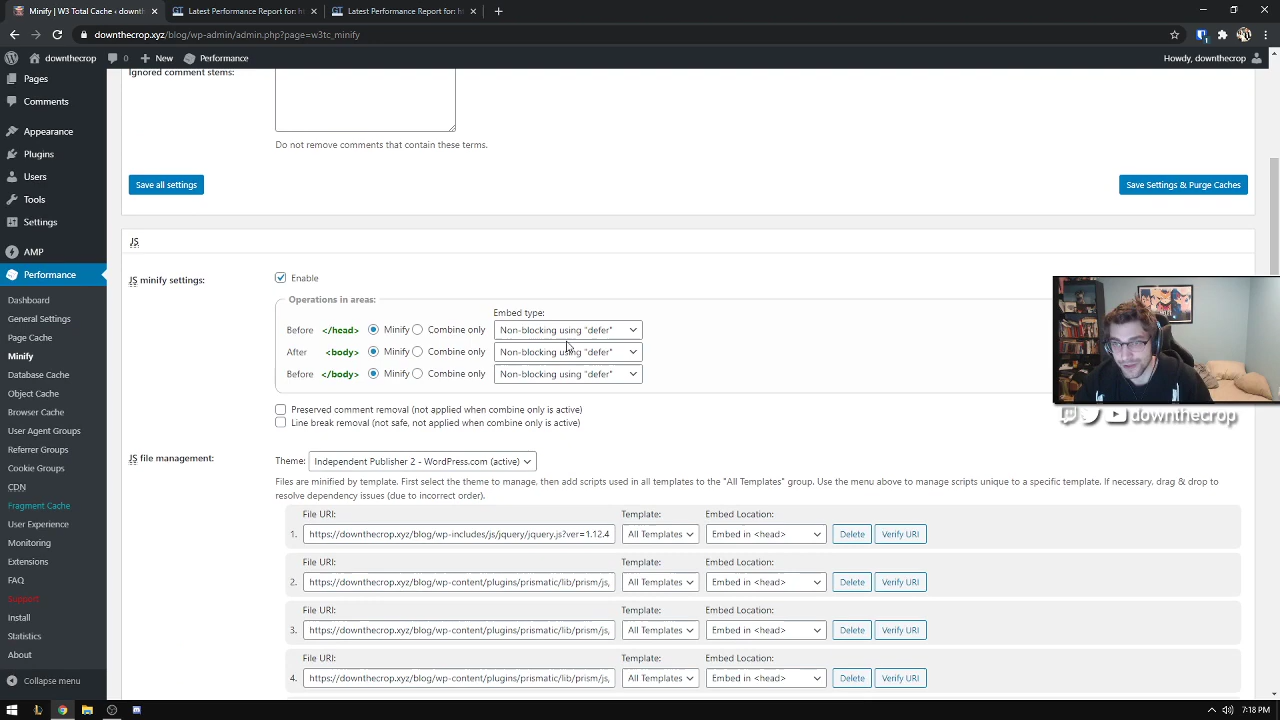 Minify | W3 Total Cache ‹ downth
Latest Performance Report for: h
Latest Performance Report for: h
downthecrop.xyz/blog/wp-admin/admin.php?page=w3tc_minify
downthecrop
0
New
Performance
Howdy, downthecrop
Pages
Comments
Appearance
Plugins
Users
Tools
Settings
AMP
Performance
Dashboard
General Settings
Page Cache
Minify
Database Cache
Object Cache
Browser Cache
User Agent Groups
Referrer Groups
Cookie Groups
CDN
Fragment Cache
User Experience
Monitoring
Extensions
FAQ
Support
Install
Statistics
About
Collapse menu
Ignored comment stems:
Do not remove comments that contain these terms.
Save all settings
Save Settings & Purge Caches
JS
JS minify settings:
Enable
Operations in areas:
Embed type:
Before </head> Minify Combine only Non-blocking using "defer"
After <body> Minify Combine only Non-blocking using "defer"
Before </body> Minify Combine only Non-blocking using "defer"
Preserved comment removal (not applied when combine only is active)
Line break removal (not safe, not applied when combine only is active)
JS file management:
Theme: Independent Publisher 2 - WordPress.com (active)
Files are minified by template. First select the theme to manage, then add scripts used in all templates to the "All Templates" group. Use the menu above to manage scripts unique to a specific template. If necessary, drag & drop to
resolve dependency issues (due to incorrect order).
File URI: Template: Embed Location:
1. https://downthecrop.xyz/blog/wp-includes/js/jquery/jquery.js?ver=1.12.4 All Templates Embed in <head> Delete Verify URI
File URI: Template: Embed Location:
2. https://downthecrop.xyz/blog/wp-content/plugins/prismatic/lib/prism/js, All Templates Embed in <head> Delete Verify URI
File URI: Template: Embed Location:
3. https://downthecrop.xyz/blog/wp-content/plugins/prismatic/lib/prism/js, All Templates Embed in <head> Delete Verify URI
File URI: Template: Embed Location:
4. https://downthecrop.xyz/blog/wp-content/plugins/prismatic/lib/prism/js, All Templates Embed in <head> Delete Verify URI
downthecrop
7:18 PM